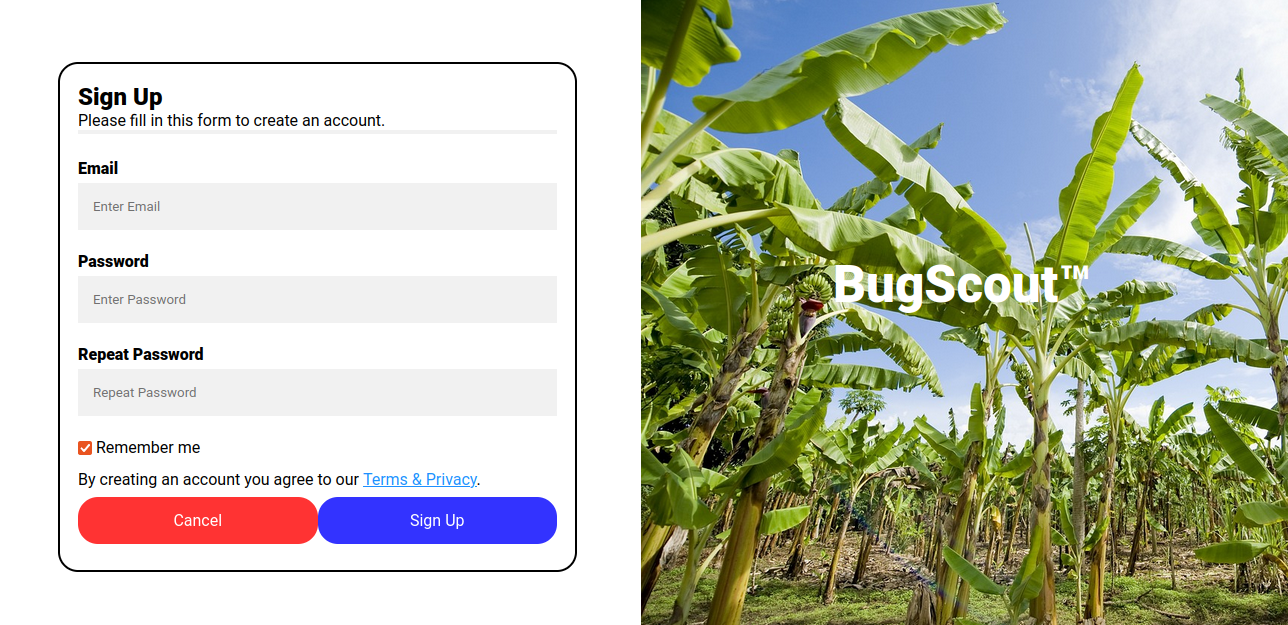 Sign Up
Please fill in this form to create an account.
Email
Enter Email
Password
Enter Password
Repeat Password
Repeat Password
Remember me
By creating an account you agree to our Terms & Privacy.
Cancel Sign Up
BugScout™